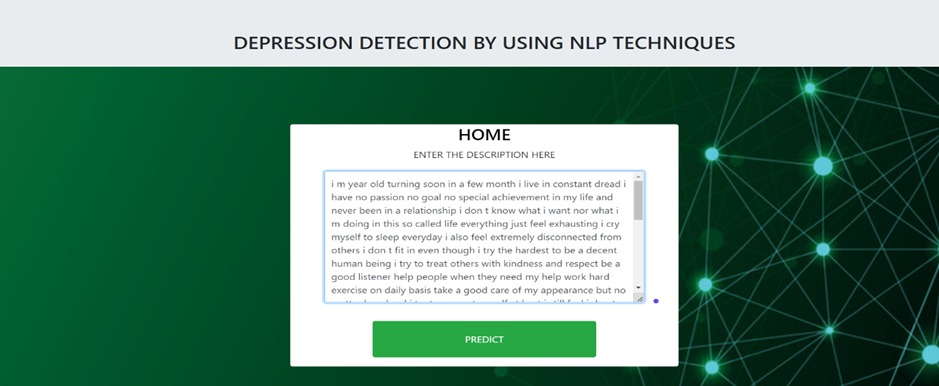 DEPRESSION DETECTION BY USING NLP TECHNIQUES
HOME
ENTER THE DESCRIPTION HERE
i m year old turning soon in a few month i live in constant dread i
have no passion no goal no special achievement in my life and
never been in a relationship i don t know what i want nor what i
m doing in this so called life everything just feel exhausting i cry
myself to sleep everyday i also feel extremely disconnected from
others i don t fit in even though i try the hardest to be a decent
human being i try to treat others with kindness and respect be a
good listener help people when they need my help work hard
exercise on daily basis take a good care of my appearance but no
PREDICT